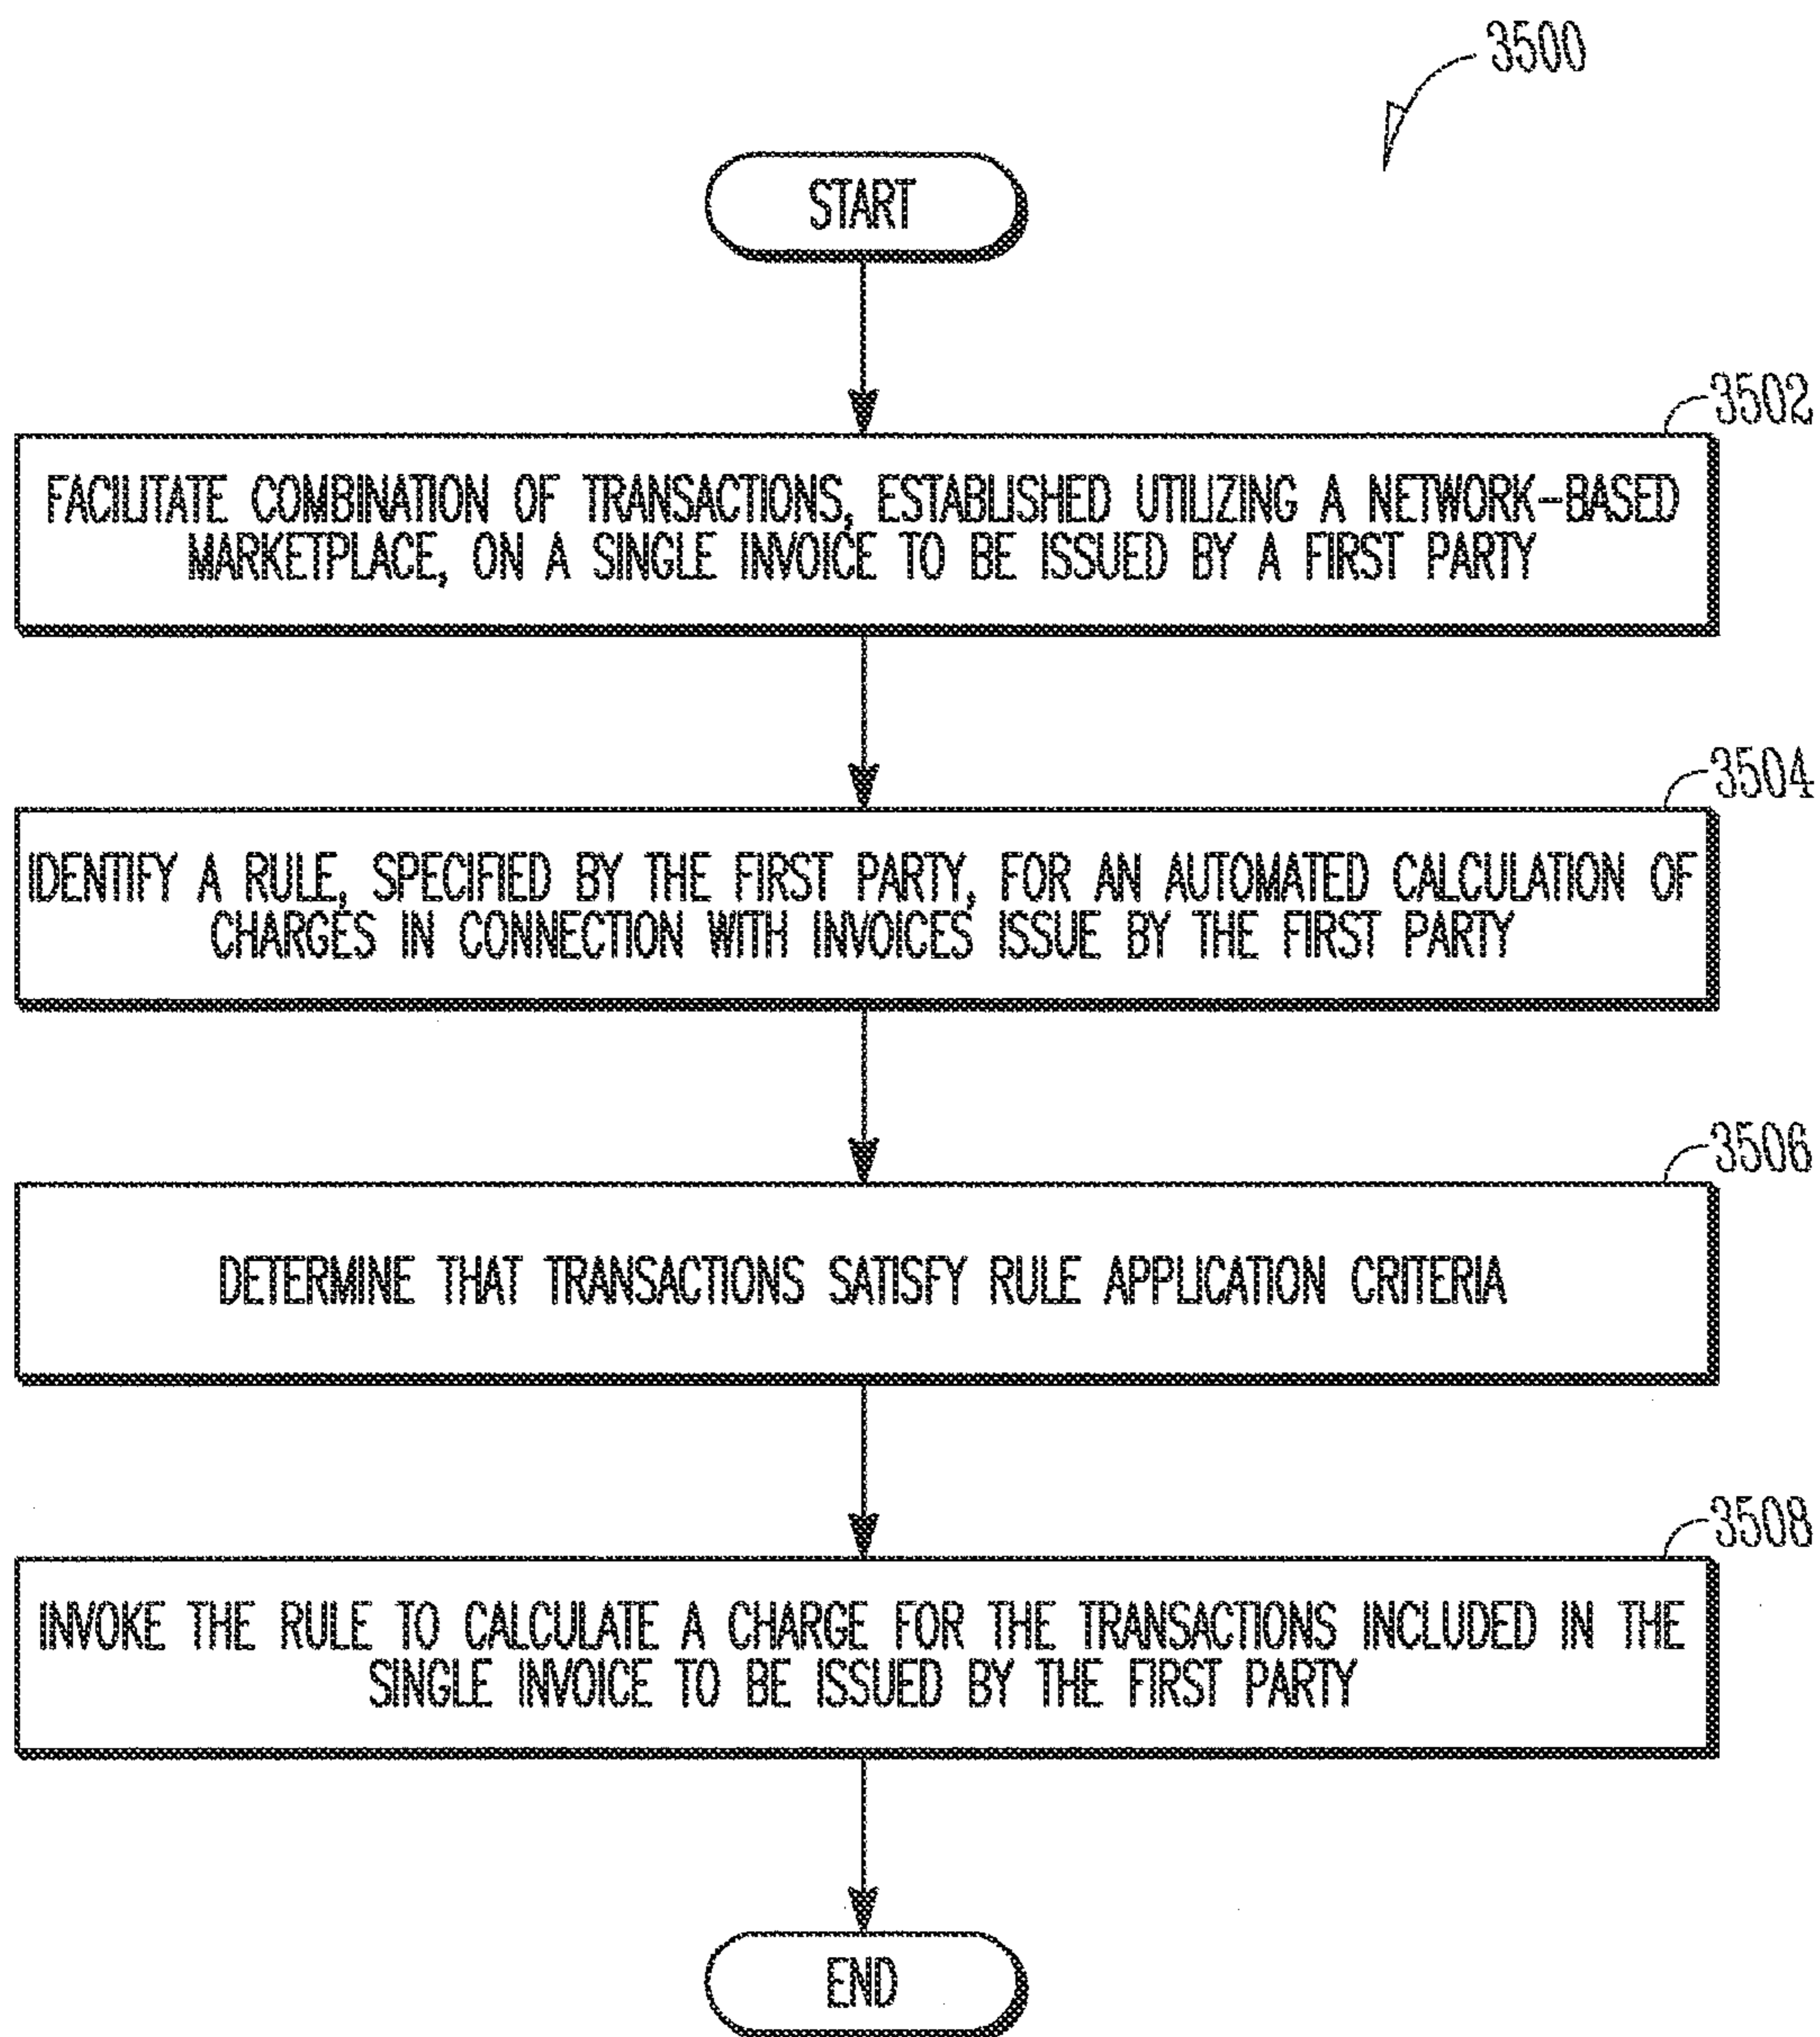 3500
START
3502
FACILITATE COMBINATION OF TRANSACTIONS, ESTABLISHED UTILIZING A NETWORK-BASED
MARKETPLACE, ON A SINGLE INVOICE TO BE ISSUED BY A FIRST PARTY
3504
IDENTIFY A RULE, SPECIFIED BY THE FIRST PARTY, FOR AN AUTOMATED CALCULATION OF
CHARGES IN CONNECTION WITH INVOICES ISSUE BY THE FIRST PARTY
3506
DETERMINE THAT TRANSACTIONS SATISFY RULE APPLICATION CRITERIA
3508
INVOKE THE RULE TO CALCULATE A CHARGE FOR THE TRANSACTIONS INCLUDED IN THE
SINGLE INVOICE TO BE ISSUED BY THE FIRST PARTY
END